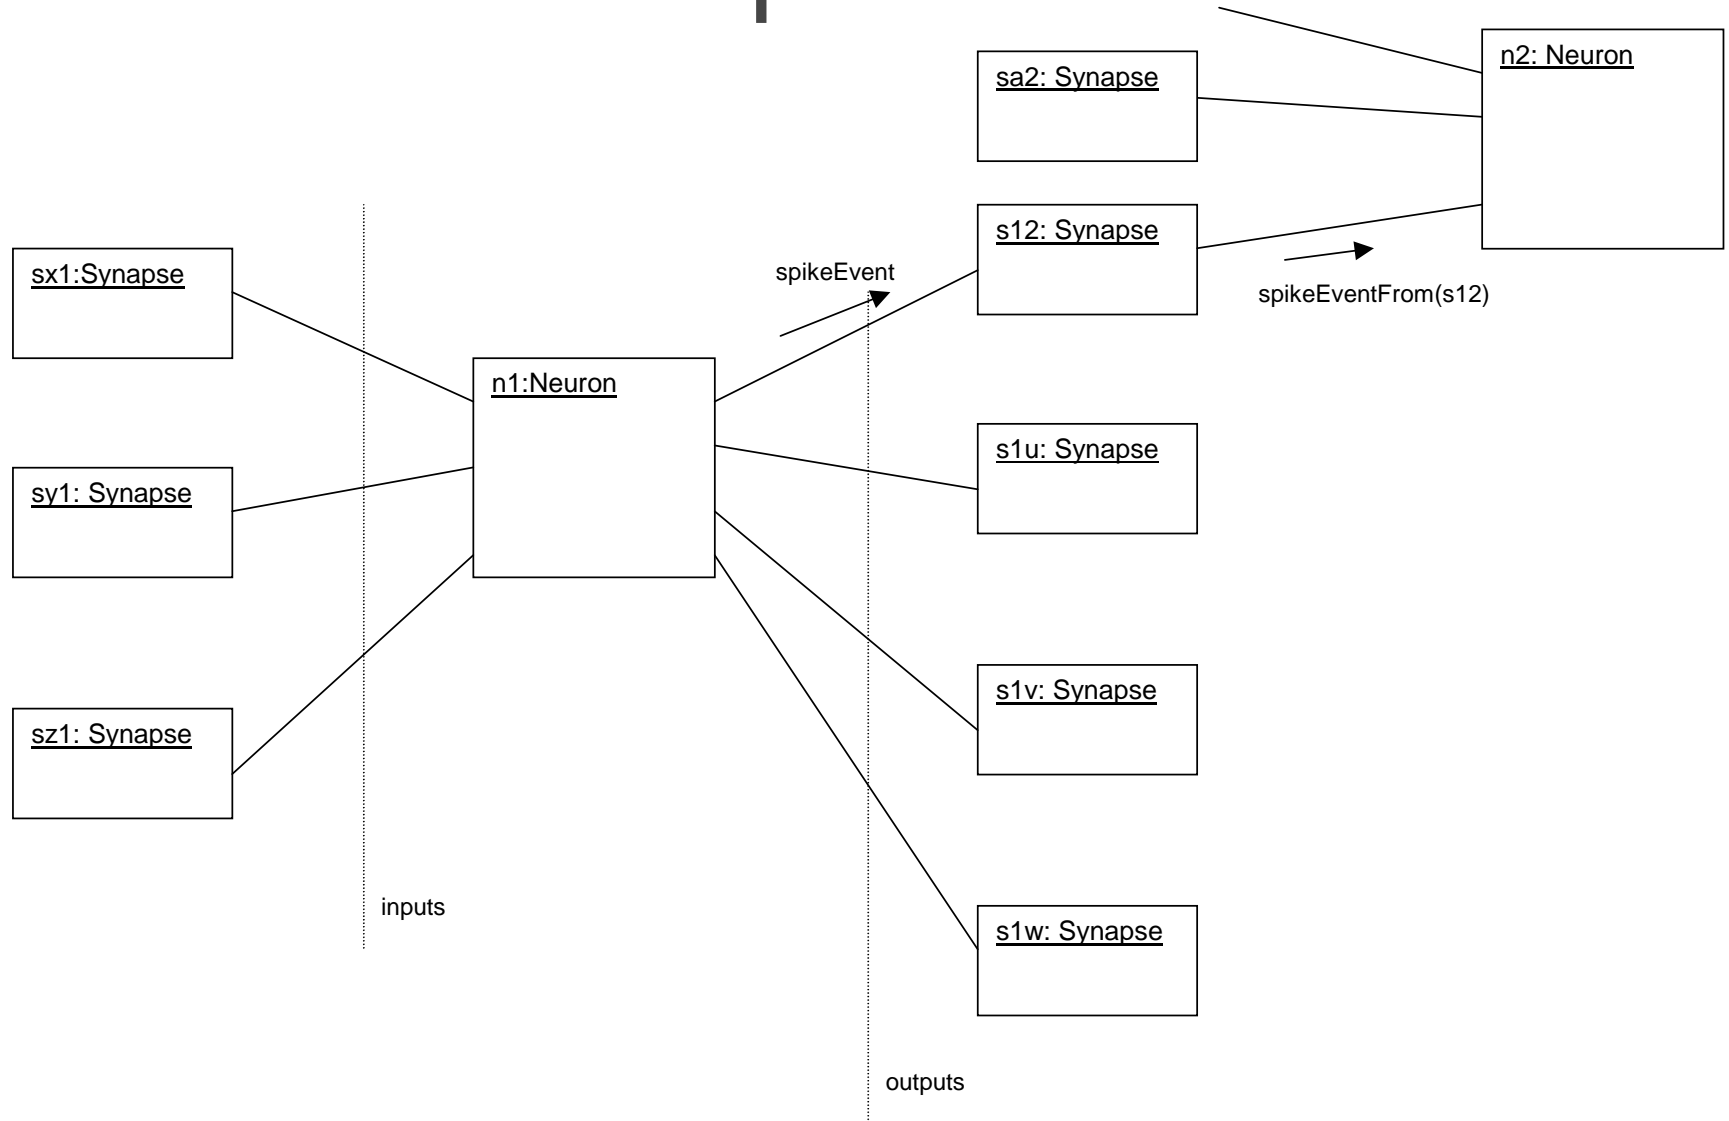 n2: Neuron
sa2: Synapse
s12: Synapse
sx1:Synapse
spikeEvent
spikeEventFrom(s12)
n1:Neuron
s1u: Synapse
sy1: Synapse
s1v: Synapse
sz1: Synapse
inputs
s1w: Synapse
outputs